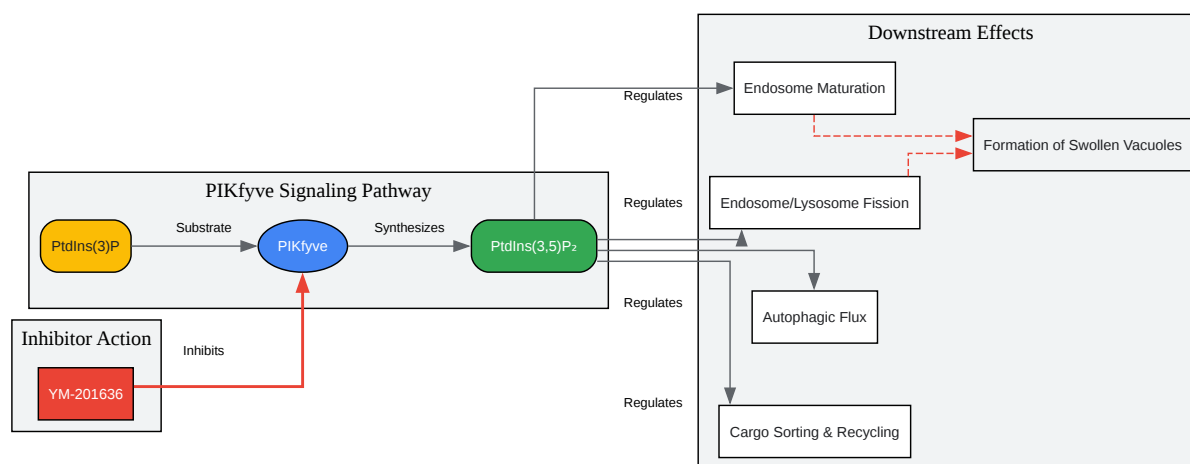 Downstream Effects
Regulates
Endosome Maturation
Formation of Swollen Vacuoles
PIKfyve Signaling Pathway
Regulates
Endosome/Lysosome Fission
PtdIns(3)P
Substrate
PIKfyve
Synthesizes
PtdIns(3,5)P₂
Regulates
Autophagic Flux
Inhibitor Action
Inhibits
YM-201636
Regulates
Cargo Sorting & Recycling